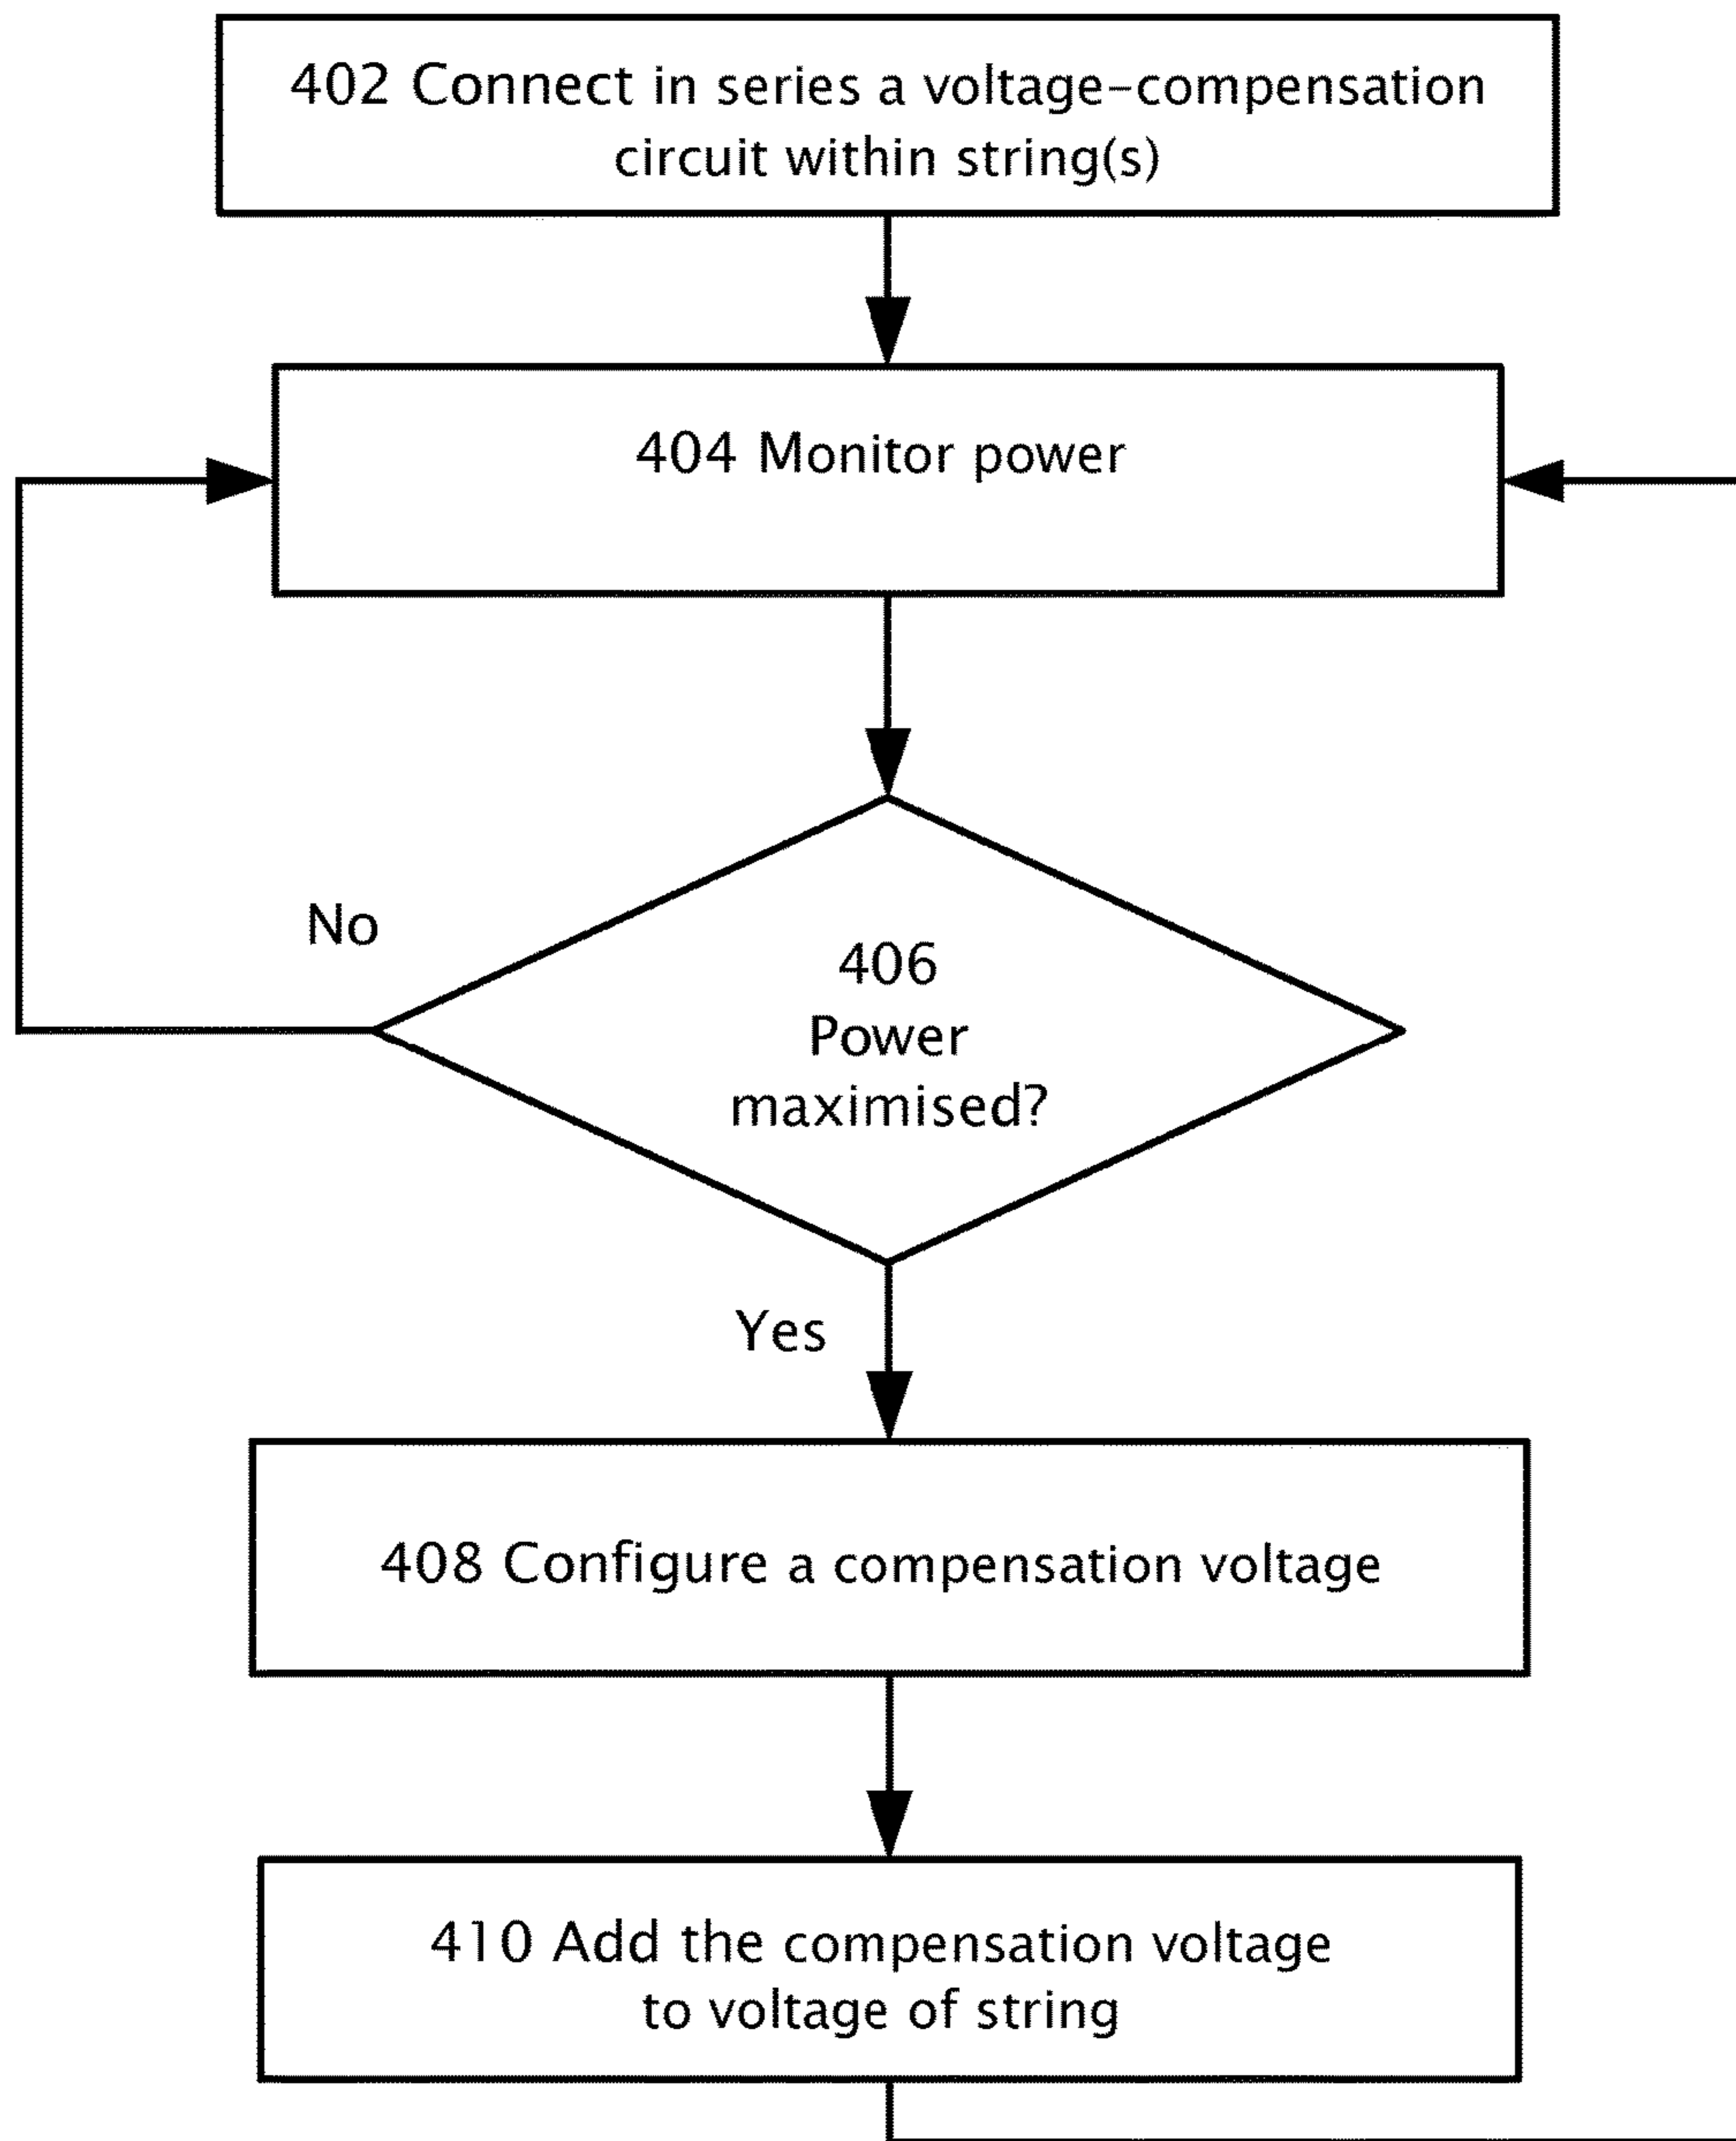 402 Connect in series a voltage-compensation
circuit within string(s)
404 Monitor power
No
406
Power
maximised?
Yes
408 Configure a compensation voltage
410 Add the compensation voltage
to voltage of string